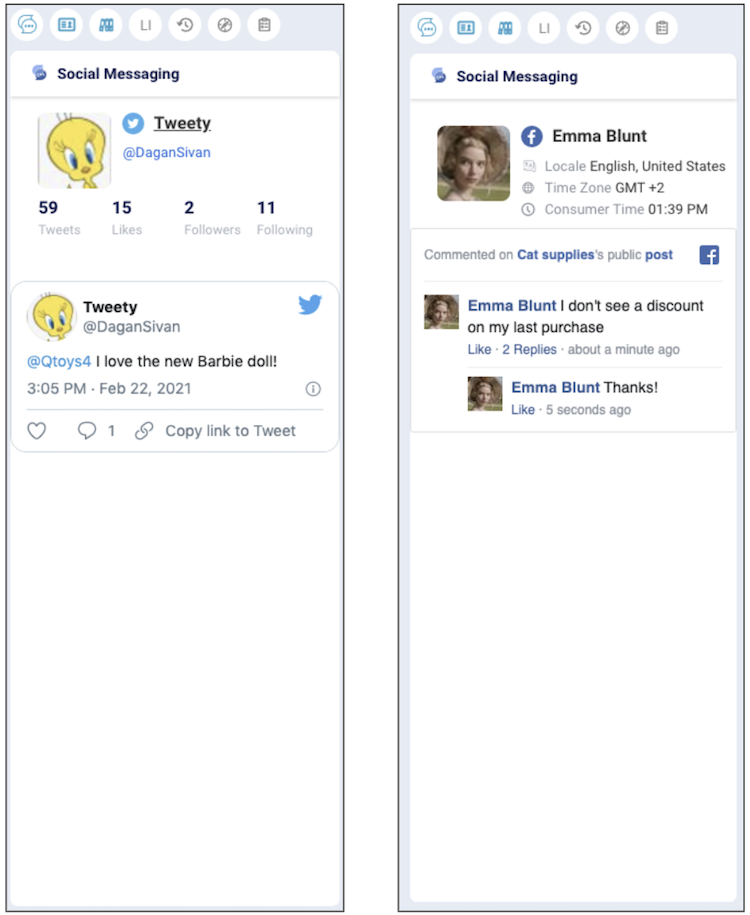 LI
Social Messaging
Tweety
@DaganSivan
59 15 2 11
Tweets Likes Followers Following
Tweety
@DaganSivan
@Qtoys4 I love the new Barbie doll!
3:05 PM · Feb 22, 2021
1 Copy link to Tweet
LI
Social Messaging
Emma Blunt
Locale English, United States
Time Zone GMT +2
Consumer Time 01:39 PM
Commented on Cat supplies's public post
Emma Blunt I don't see a discount
on my last purchase
Like · 2 Replies · about a minute ago
Emma Blunt Thanks!
Like · 5 seconds ago